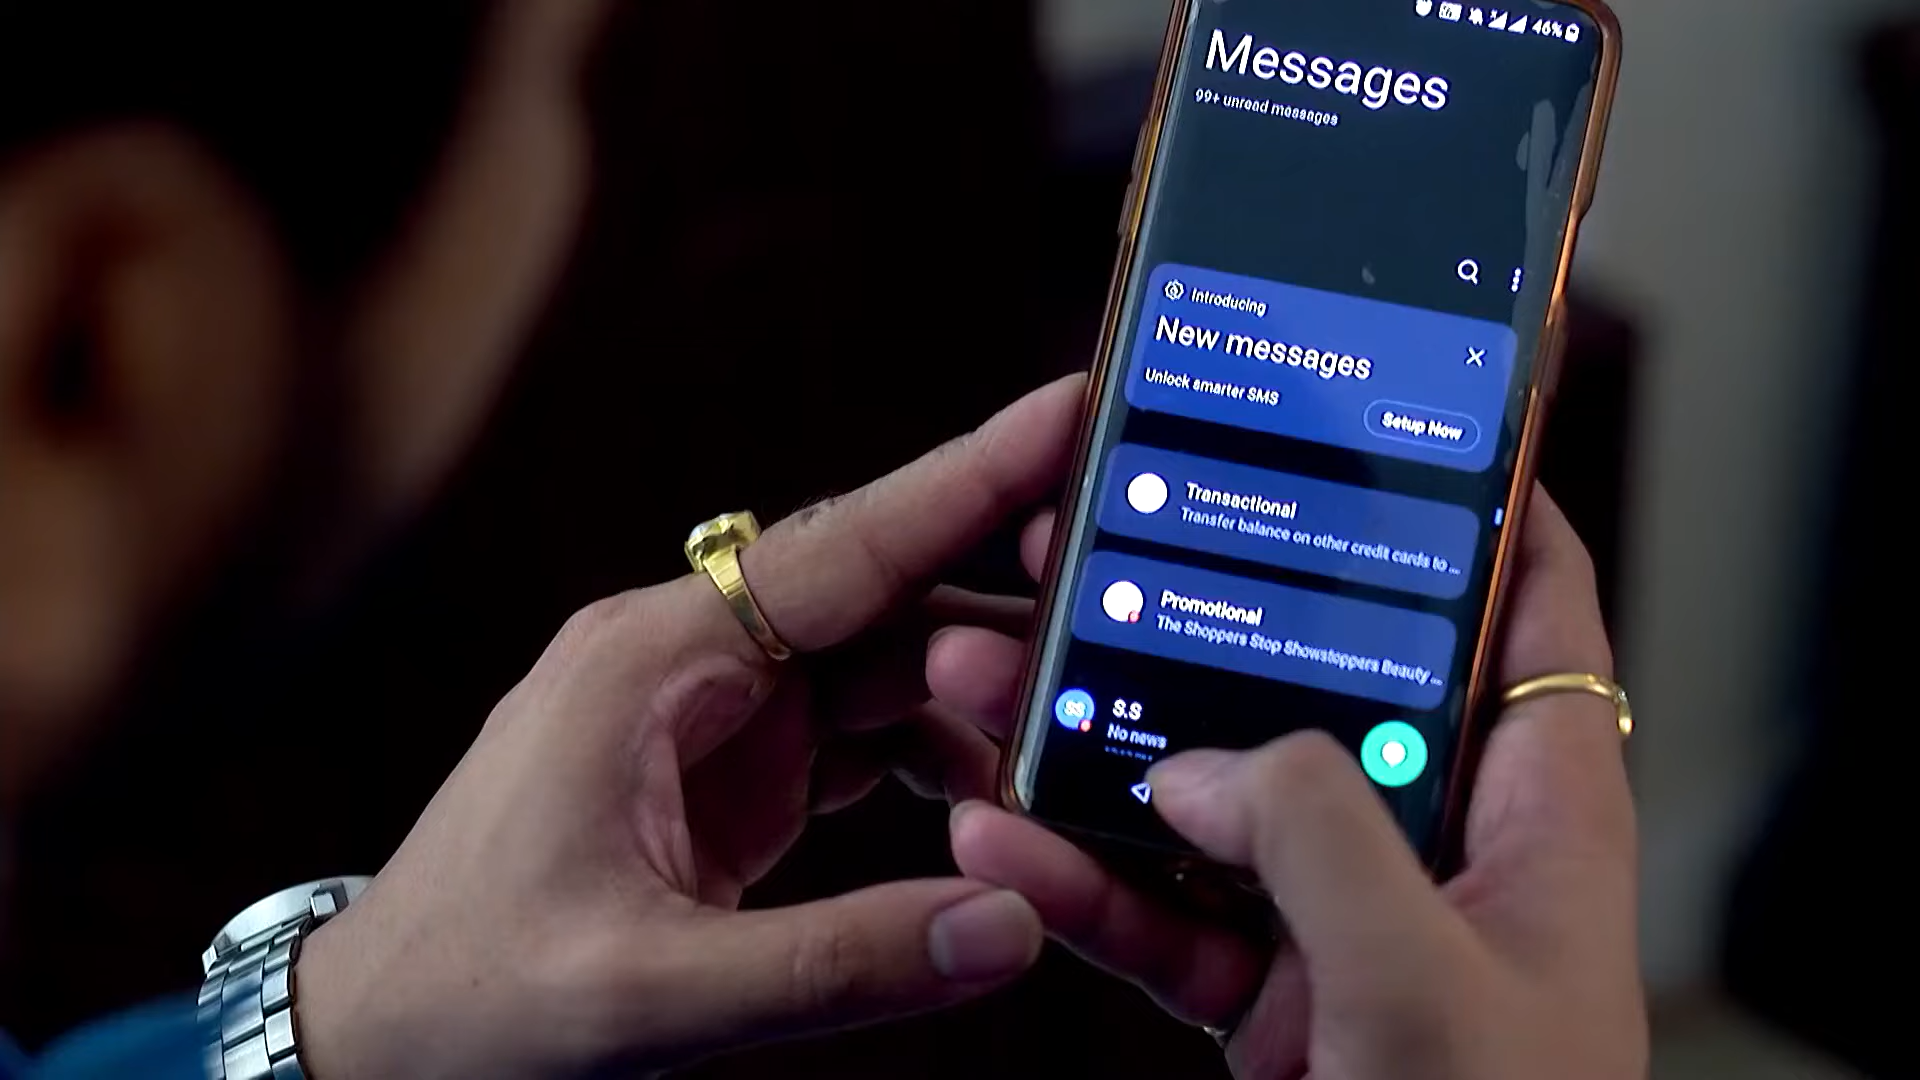 46%
Messages
99+ unread messages
Introducing
New messages
Unlock smarter SMS
Setup Now
Transactional
Transfer balance on other credit cards to ...
Promotional
The Shoppers Stop Showstoppers Beauty ...
SS
S.S
No news